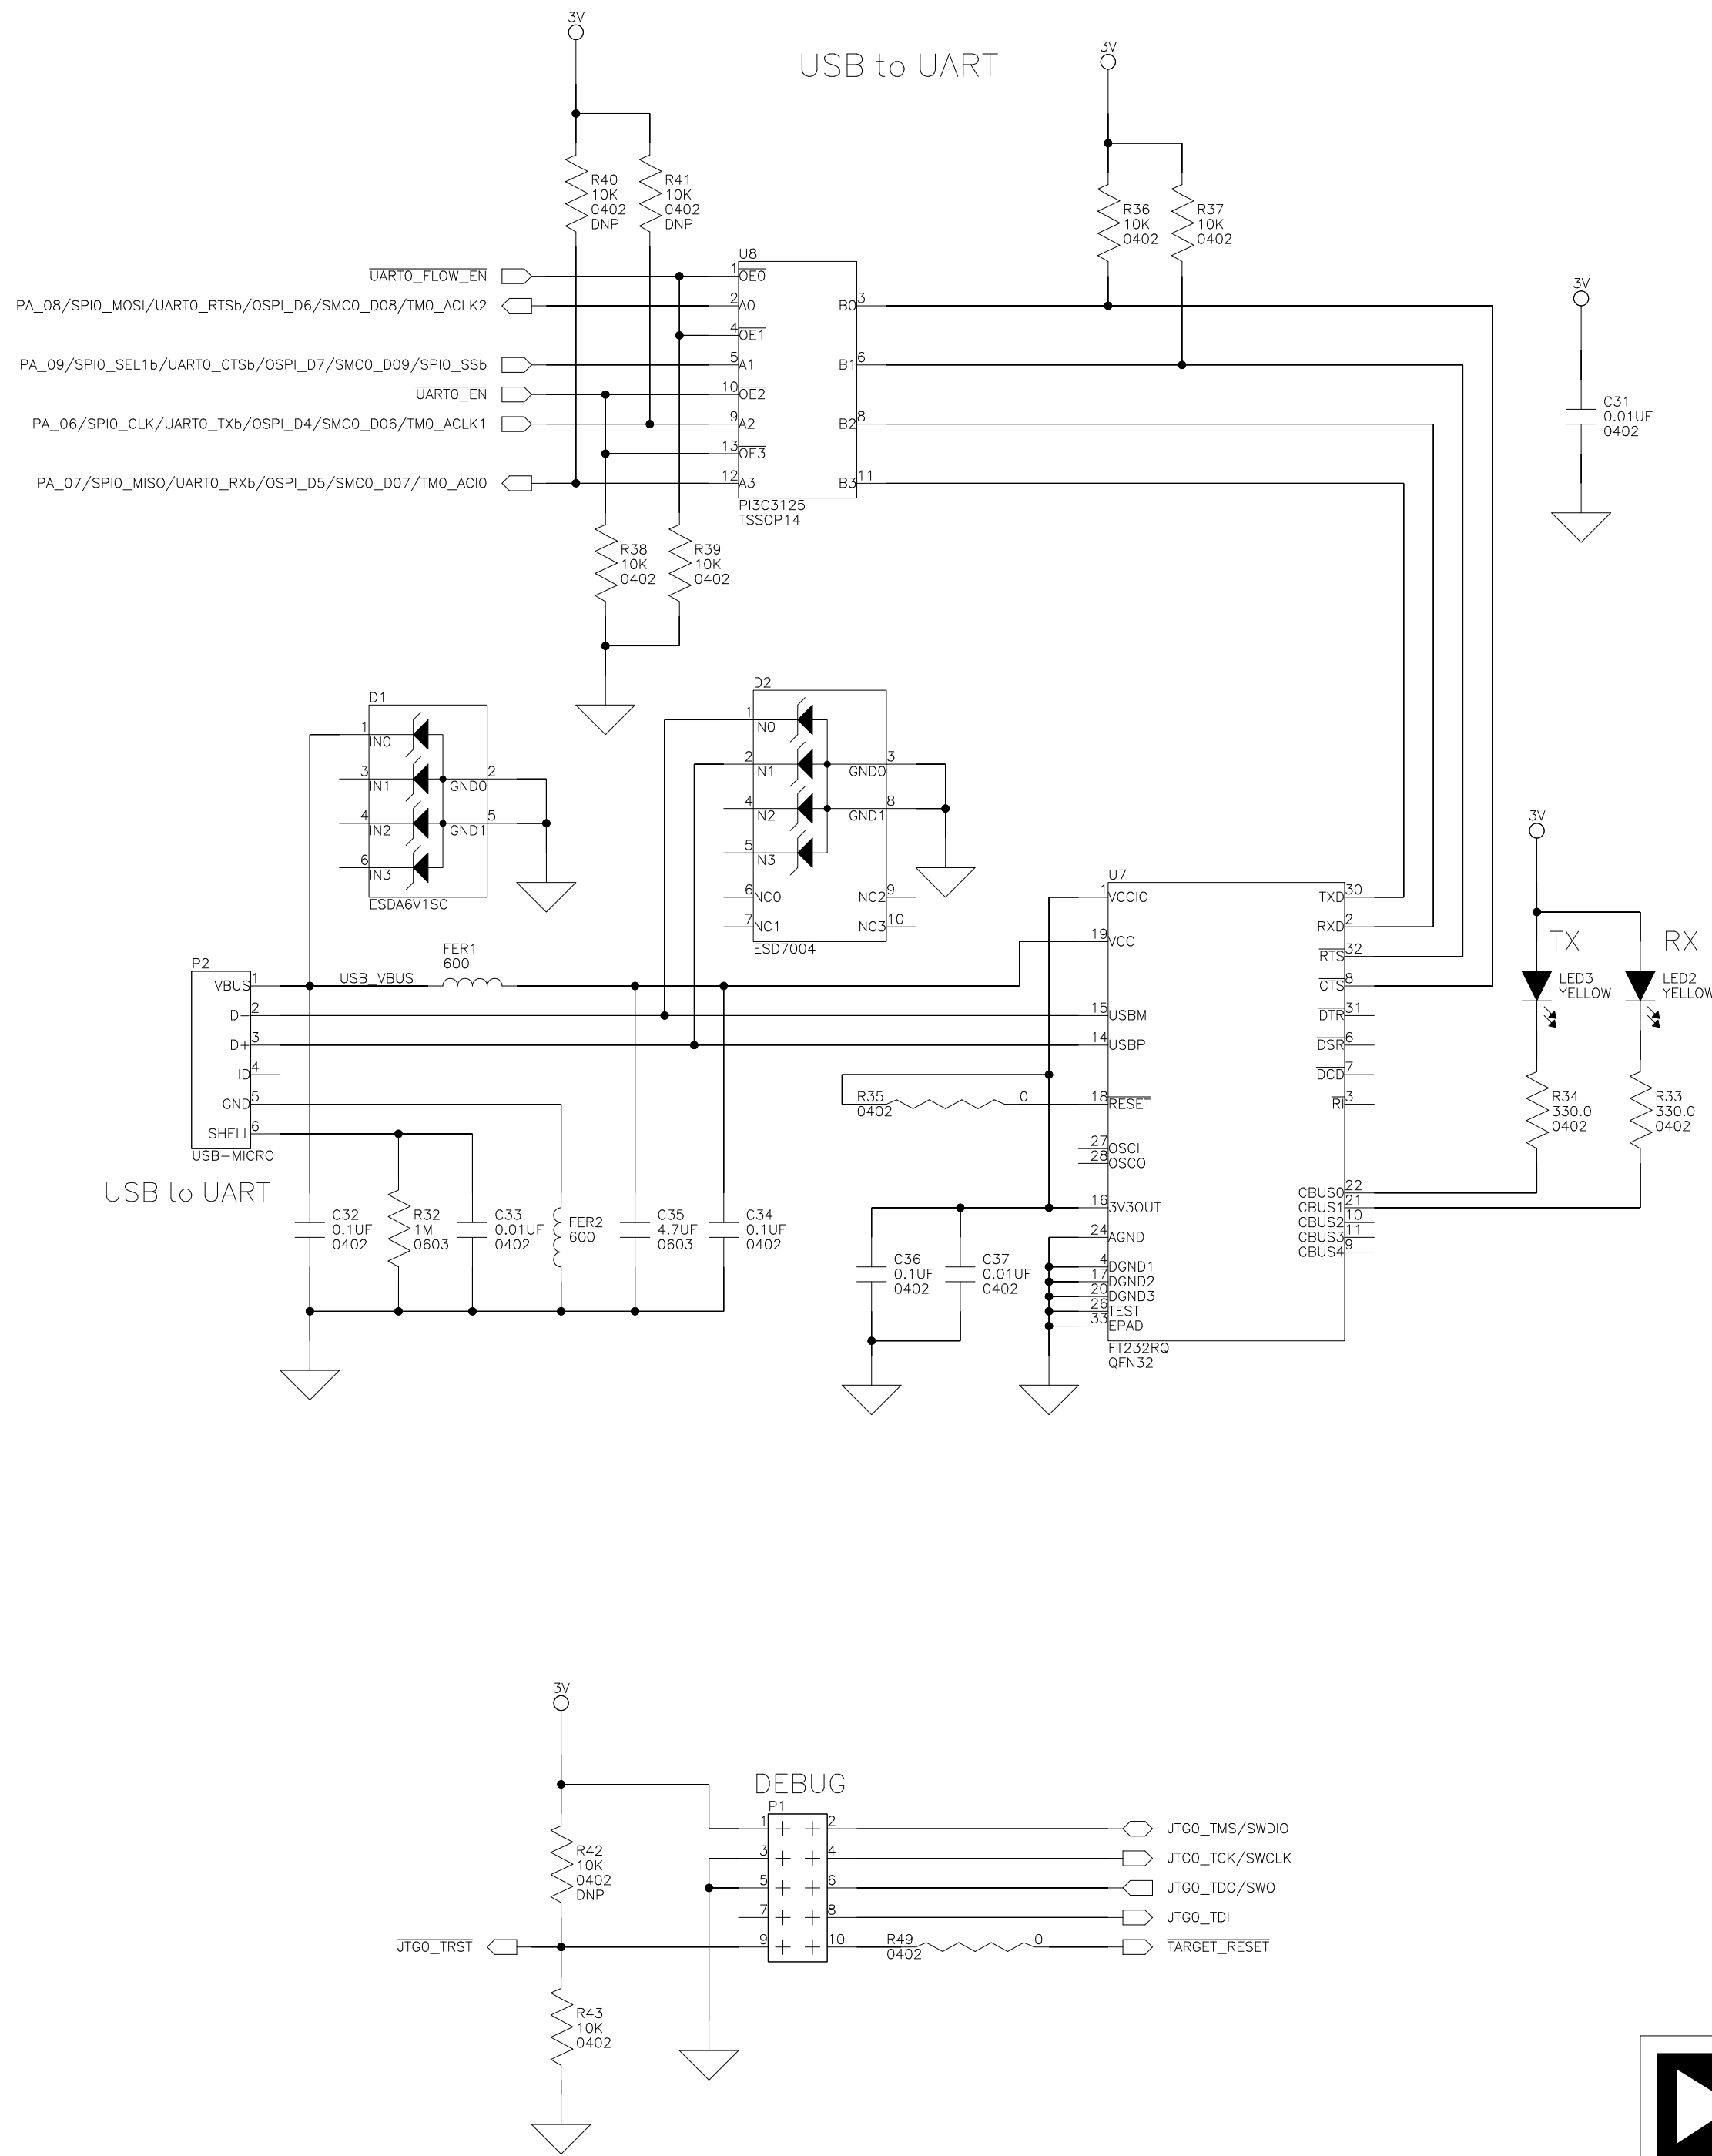 USB to UART
3V
3V
R40
10K
0402
DNP
R41
10K
0402
DNP
R36
10K
0402
R37
10K
0402
U8
UART0_FLOW_EN
1
OE0
PA_08/SPI0_MOSI/UART0_RTSb/OSPI_D6/SMC0_D08/TM0_ACLK2
2
A0
B0
3
4
OE1
PA_09/SPI0_SEL1b/UART0_CTSb/OSPI_D7/SMC0_D09/SPI0_SSb
5
A1
B1
6
UART0_EN
10
OE2
PA_06/SPI0_CLK/UART0_TXb/OSPI_D4/SMC0_D06/TM0_ACLK1
9
A2
B2
8
13
OE3
PA_07/SPI0_MISO/UART0_RXb/OSPI_D5/SMC0_D07/TM0_ACI0
12
A3
B3
11
PI3C3125
TSSOP14
3V
C31
0.01UF
0402
R38
10K
0402
R39
10K
0402
D1
1
IN0
3
IN1
GND0
2
4
IN2
GND1
5
6
IN3
ESDA6V1SC
D2
1
IN0
2
IN1
GND0
3
4
IN2
GND1
8
5
IN3
6
NC0
NC2
9
7
NC1
NC3
10
ESD7004
P2
VBUS
1
D-
2
D+
3
ID
4
GND
5
SHELL
6
USB-MICRO
USB to UART
USB_VBUS
FER1
600
C32
0.1UF
0402
R32
1M
0603
C33
0.01UF
0402
FER2
600
C35
4.7UF
0603
C34
0.1UF
0402
R35
0402
0
C36
0.1UF
0402
C37
0.01UF
0402
U7
1
VCCIO
19
VCC
15
USBM
14
USBP
18
RESET
27
OSCI
28
OSCO
16
3V3OUT
24
AGND
4
DGND1
17
DGND2
20
DGND3
26
TEST
33
EPAD
TXD
30
RXD
2
RTS
32
CTS
8
DTR
31
DSR
6
DCD
7
RI
3
CBUS0
22
CBUS1
21
CBUS2
10
CBUS3
11
CBUS4
9
FT232RQ
QFN32
3V
TX
RX
LED3
YELLOW
LED2
YELLOW
R34
330.0
0402
R33
330.0
0402
3V
DEBUG
P1
1
2
JTG0_TMS/SWDIO
3
4
JTG0_TCK/SWCLK
5
6
JTG0_TDO/SWO
7
8
JTG0_TDI
9
10
R49
0402
0
TARGET_RESET
R42
10K
0402
DNP
JTG0_TRST
R43
10K
0402